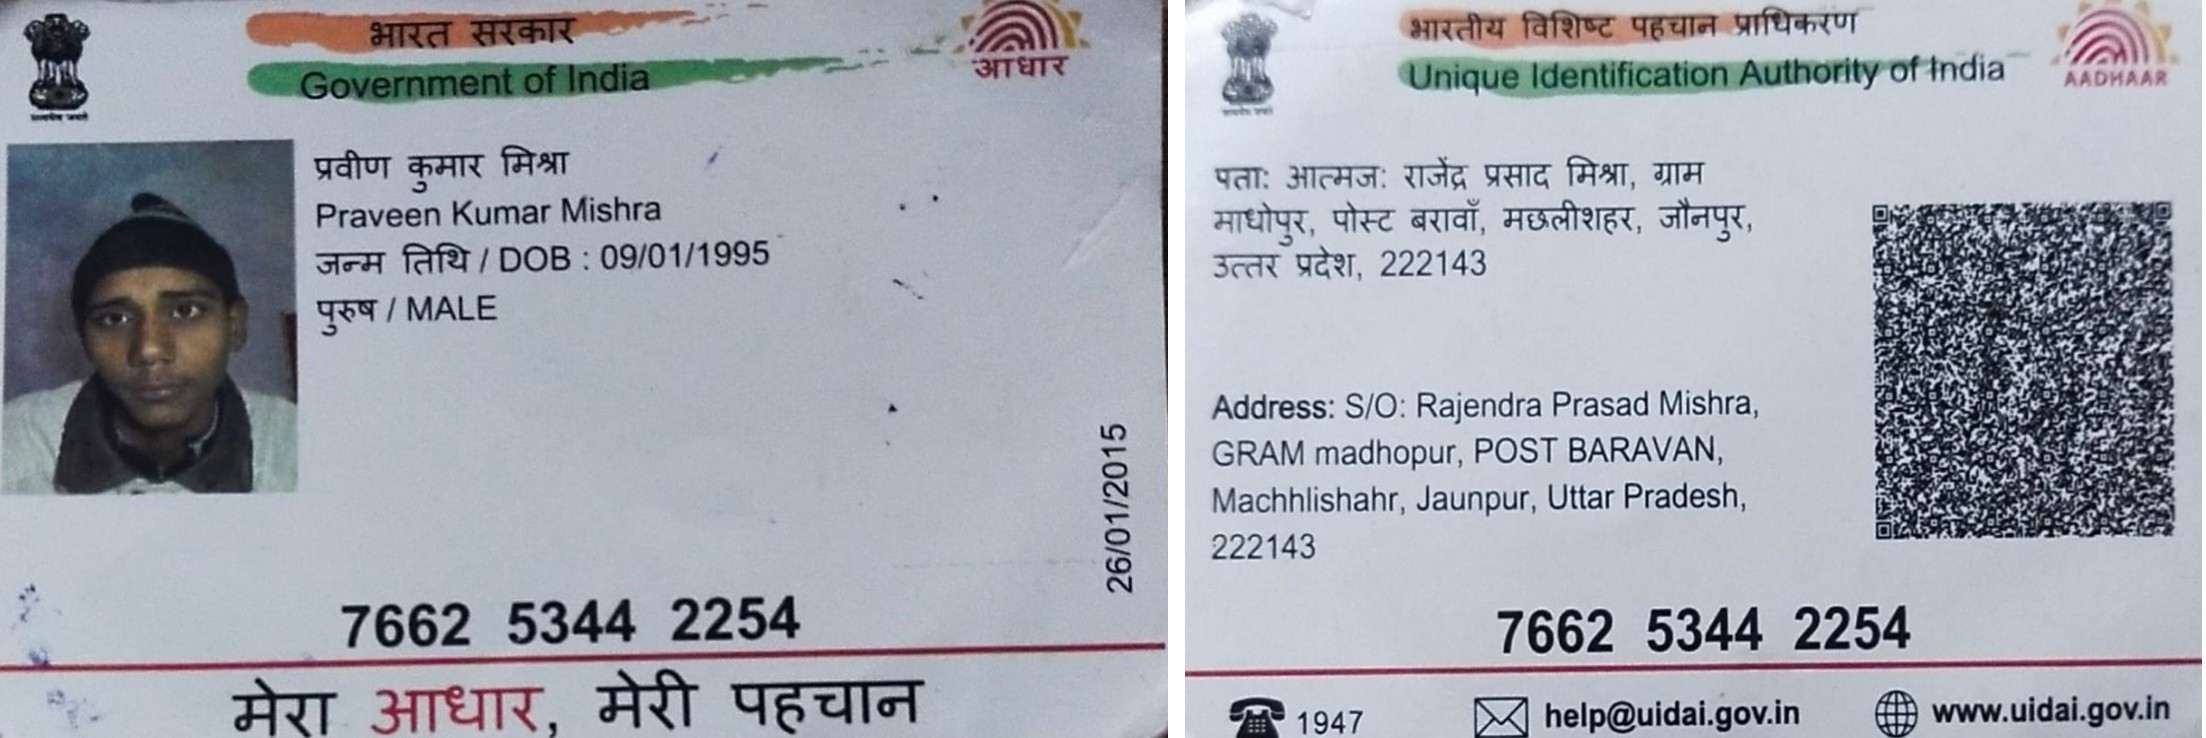 भारत सरकार
Government of India
आधार
प्रवीण कुमार मिश्रा
Praveen Kumar Mishra
जन्म तिथि / DOB : 09/01/1995
पुरुष / MALE
26/01/2015
7662 5344 2254
मेरा आधार, मेरी पहचान
भारतीय विशिष्ट पहचान प्राधिकरण
Unique Identification Authority of India
AADHAAR
पता: आत्मज: राजेंद्र प्रसाद मिश्रा, ग्राम
माधोपुर, पोस्ट बरावाँ, मछलीशहर, जौनपुर,
उत्तर प्रदेश, 222143
Address: S/O: Rajendra Prasad Mishra,
GRAM madhopur, POST BARAVAN,
Machhlishahr, Jaunpur, Uttar Pradesh,
222143
7662 5344 2254
1947
help@uidai.gov.in
www.uidai.gov.in